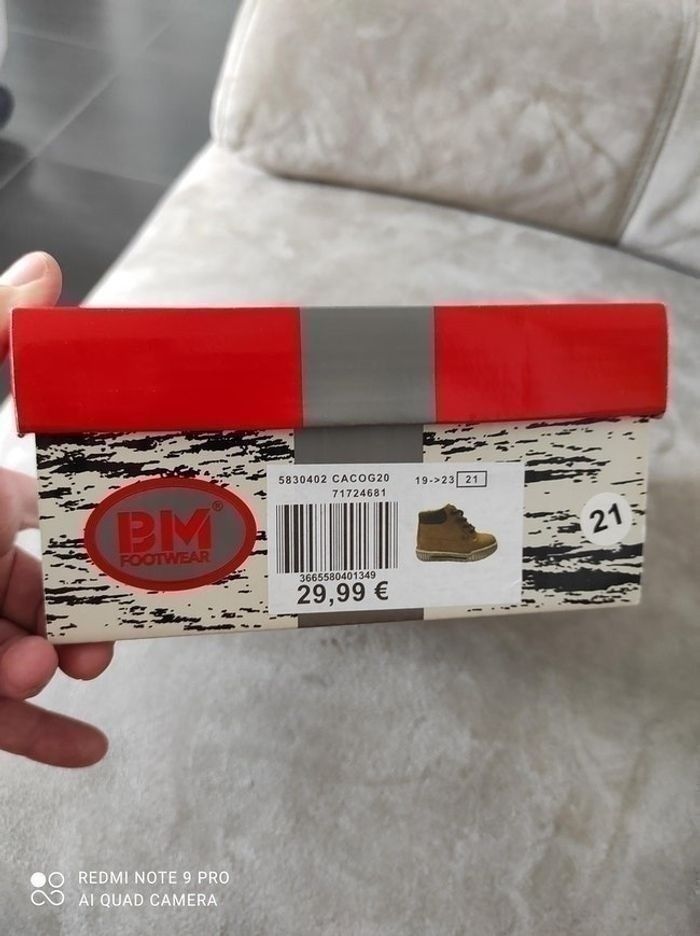 5830402 CACOG20
71724681
19->23 21
BM®
FOOTWEAR
21
3665580401349
29,99 €
REDMI NOTE 9 PRO
AI QUAD CAMERA